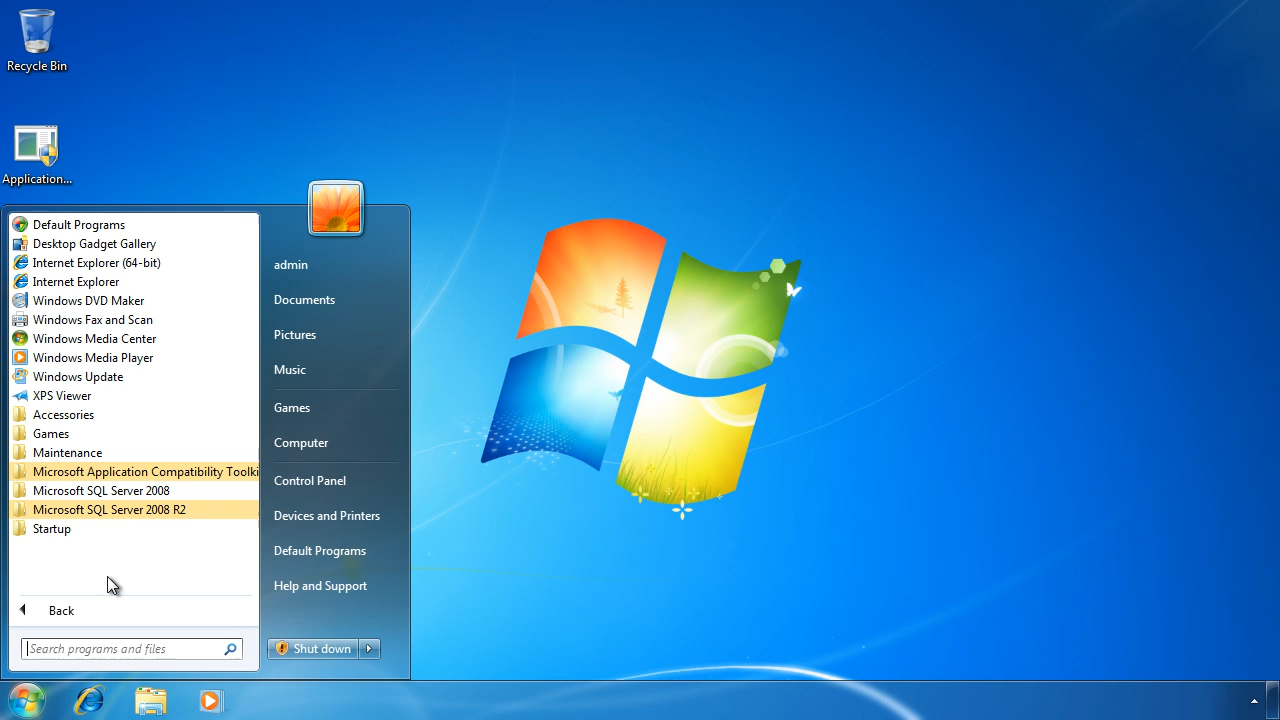 Recycle Bin
Application...
Default Programs
Desktop Gadget Gallery
Internet Explorer (64-bit)
Internet Explorer
Windows DVD Maker
Windows Fax and Scan
Windows Media Center
Windows Media Player
Windows Update
XPS Viewer
Accessories
Games
Maintenance
Microsoft Application Compatibility Toolki
Microsoft SQL Server 2008
Microsoft SQL Server 2008 R2
Startup
Back
Search programs and files
admin
Documents
Pictures
Music
Games
Computer
Control Panel
Devices and Printers
Default Programs
Help and Support
Shut down